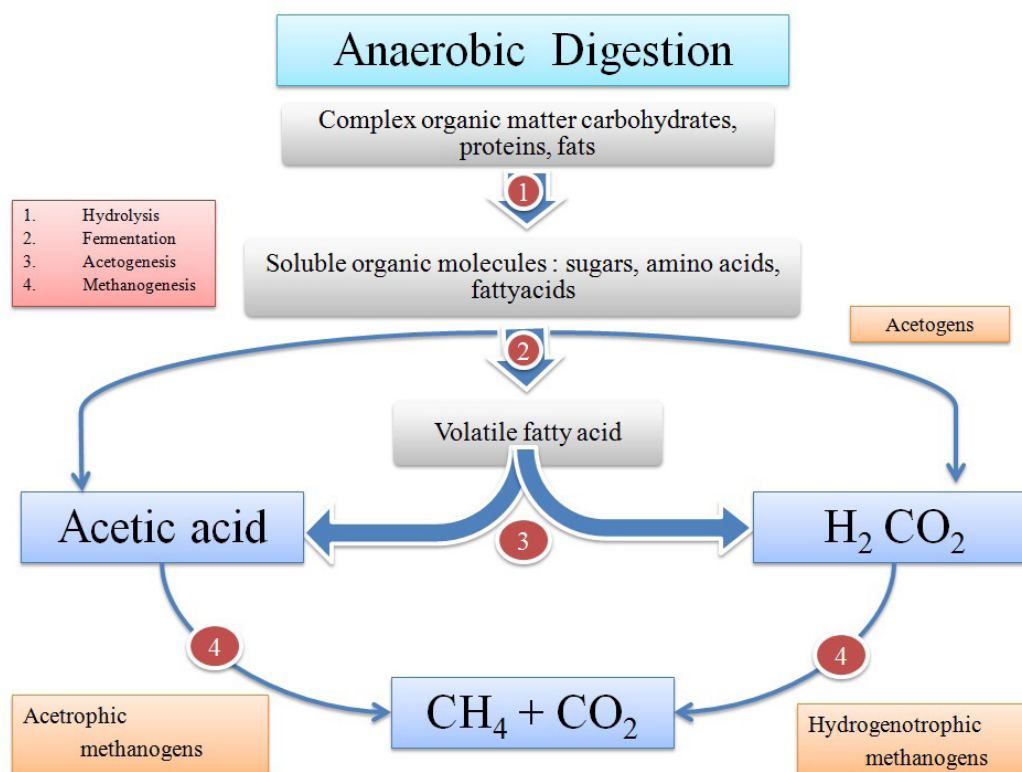 Anaerobic Digestion
Complex organic matter carbohydrates,
proteins, fats
1
1. Hydrolysis
2. Fermentation
3. Acetogenesis
4. Methanogenesis
Soluble organic molecules : sugars, amino acids,
fattyacids
Acetogens
2
Volatile fatty acid
Acetic acid
3
H₂ CO₂
4
4
CH₄ + CO₂
Acetrophic
methanogens
Hydrogenotrophic
methanogens